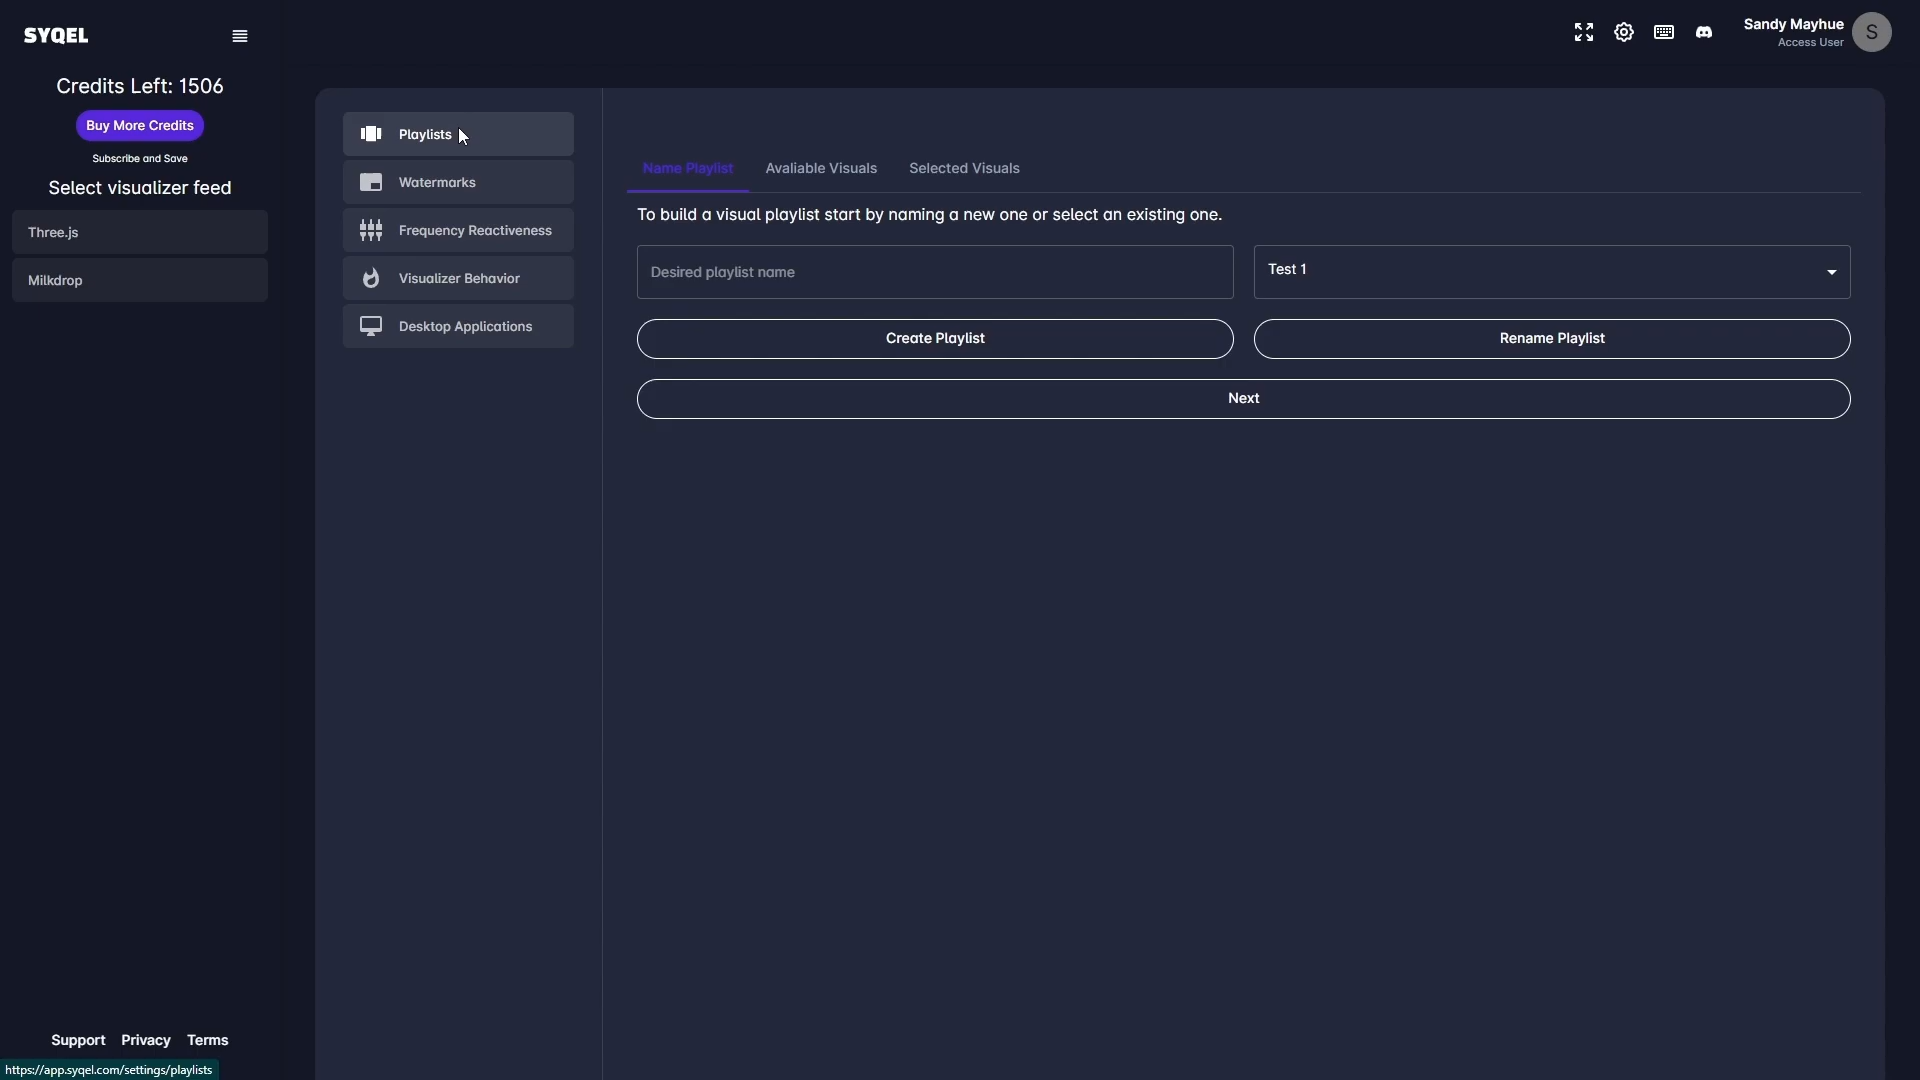 SYQEL
Credits Left: 1506
Buy More Credits
Subscribe and Save
Select visualizer feed
Three.js
Milkdrop
Support Privacy Terms
https://app.syqel.com/settings/playlists
Sandy Mayhue
Access User
S
Playlists
Watermarks
Frequency Reactiveness
Visualizer Behavior
Desktop Applications
Name Playlist Avaliable Visuals Selected Visuals
To build a visual playlist start by naming a new one or select an existing one.
Desired playlist name Test 1
Create Playlist Rename Playlist
Next